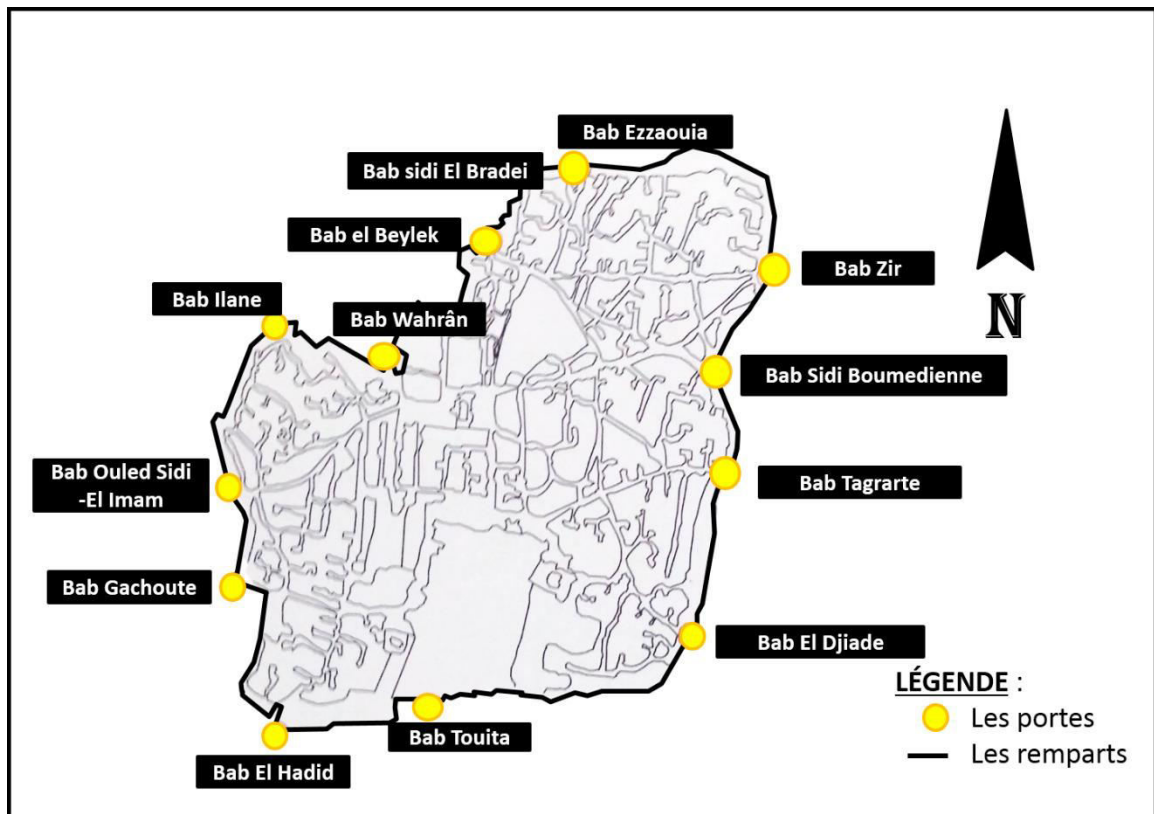 Bab Ezzaouia
Bab sidi El Bradei
Bab el Beylek
Bab Zir
Bab Ilane
Bab Wahrân
N
Bab Sidi Boumedienne
Bab Ouled Sidi
-El Imam
Bab Tagrarte
Bab Gachoute
Bab El Djiade
Bab Touita
Bab El Hadid
LÉGENDE :
Les portes
Les remparts